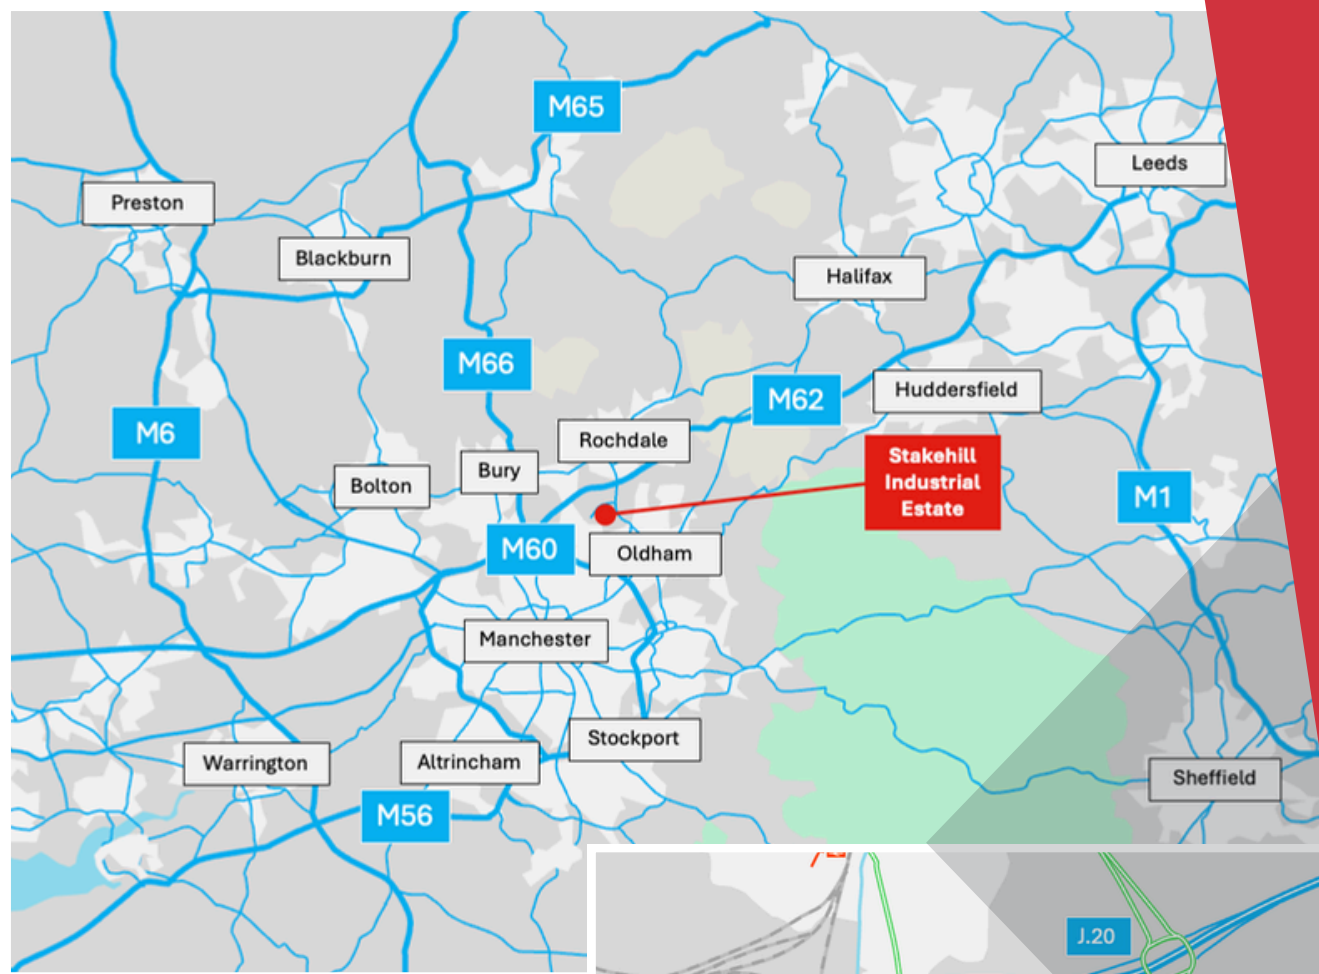 M65
Leeds
Preston
Blackburn
Halifax
M66
M62
Huddersfield
M6
Rochdale
Stakehill
Industrial
Estate
Bury
Bolton
M1
M60
Oldham
Manchester
Stockport
Warrington
Altrincham
Sheffield
M56
J.20